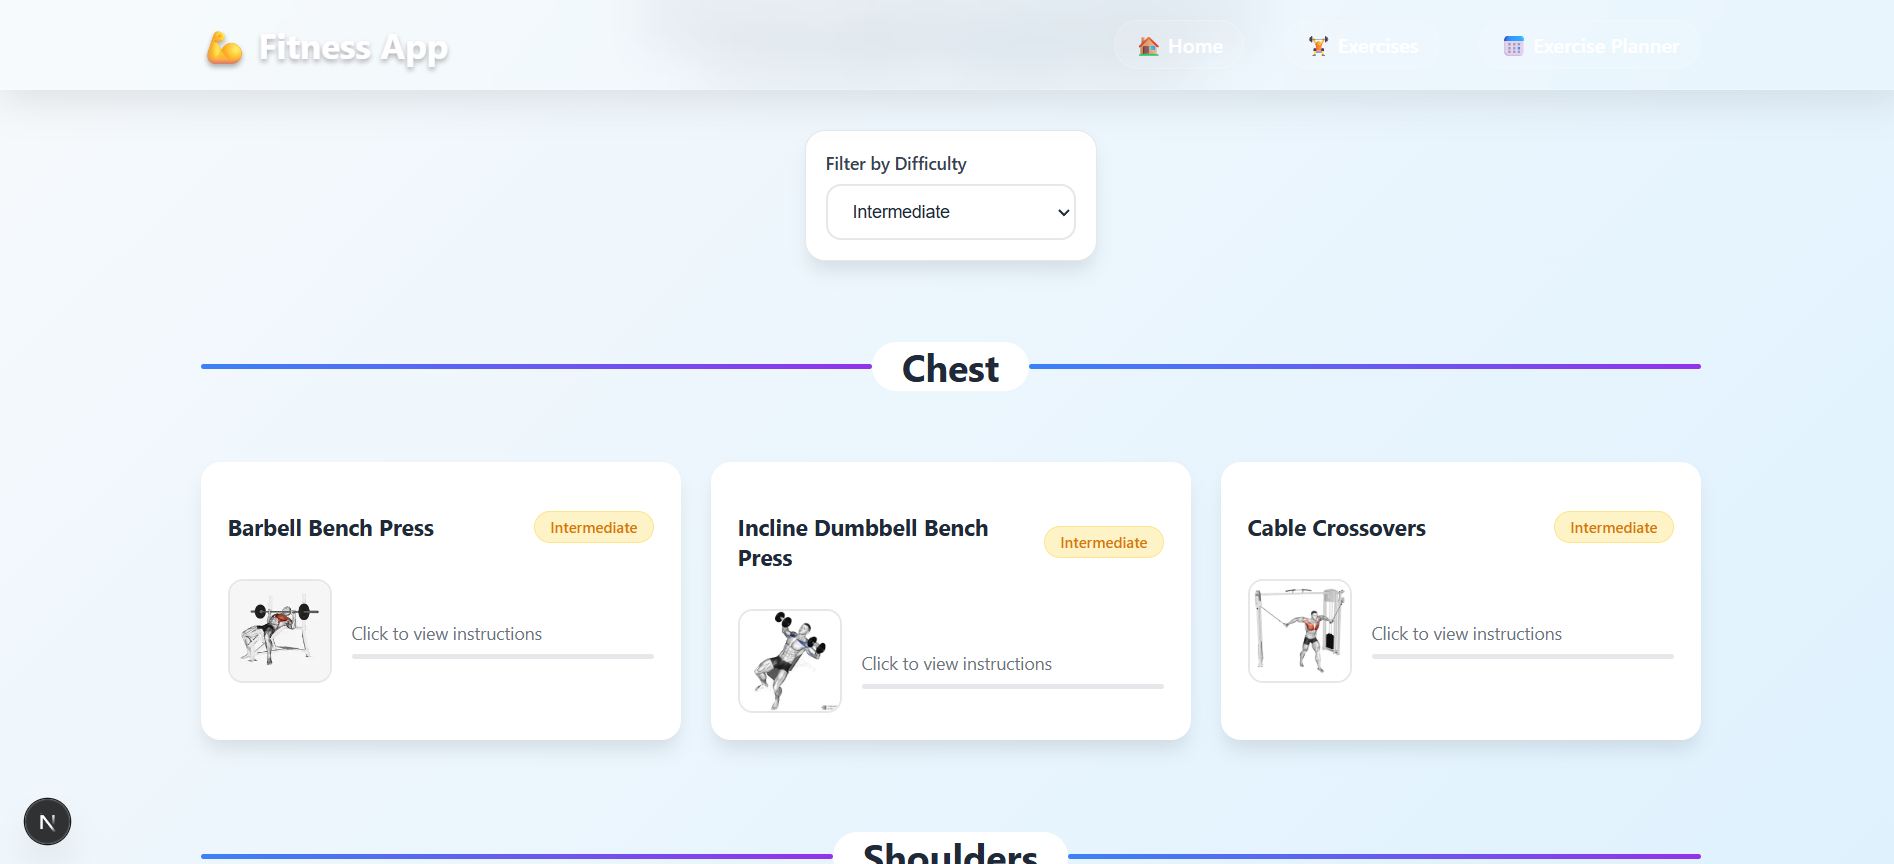 Fitness App
Home
Exercises
Exercise Planner
Filter by Difficulty
Intermediate
Chest
Barbell Bench Press
Intermediate
Click to view instructions
Incline Dumbbell Bench
Press
Intermediate
Click to view instructions
Cable Crossovers
Intermediate
Click to view instructions
N
Shoulders